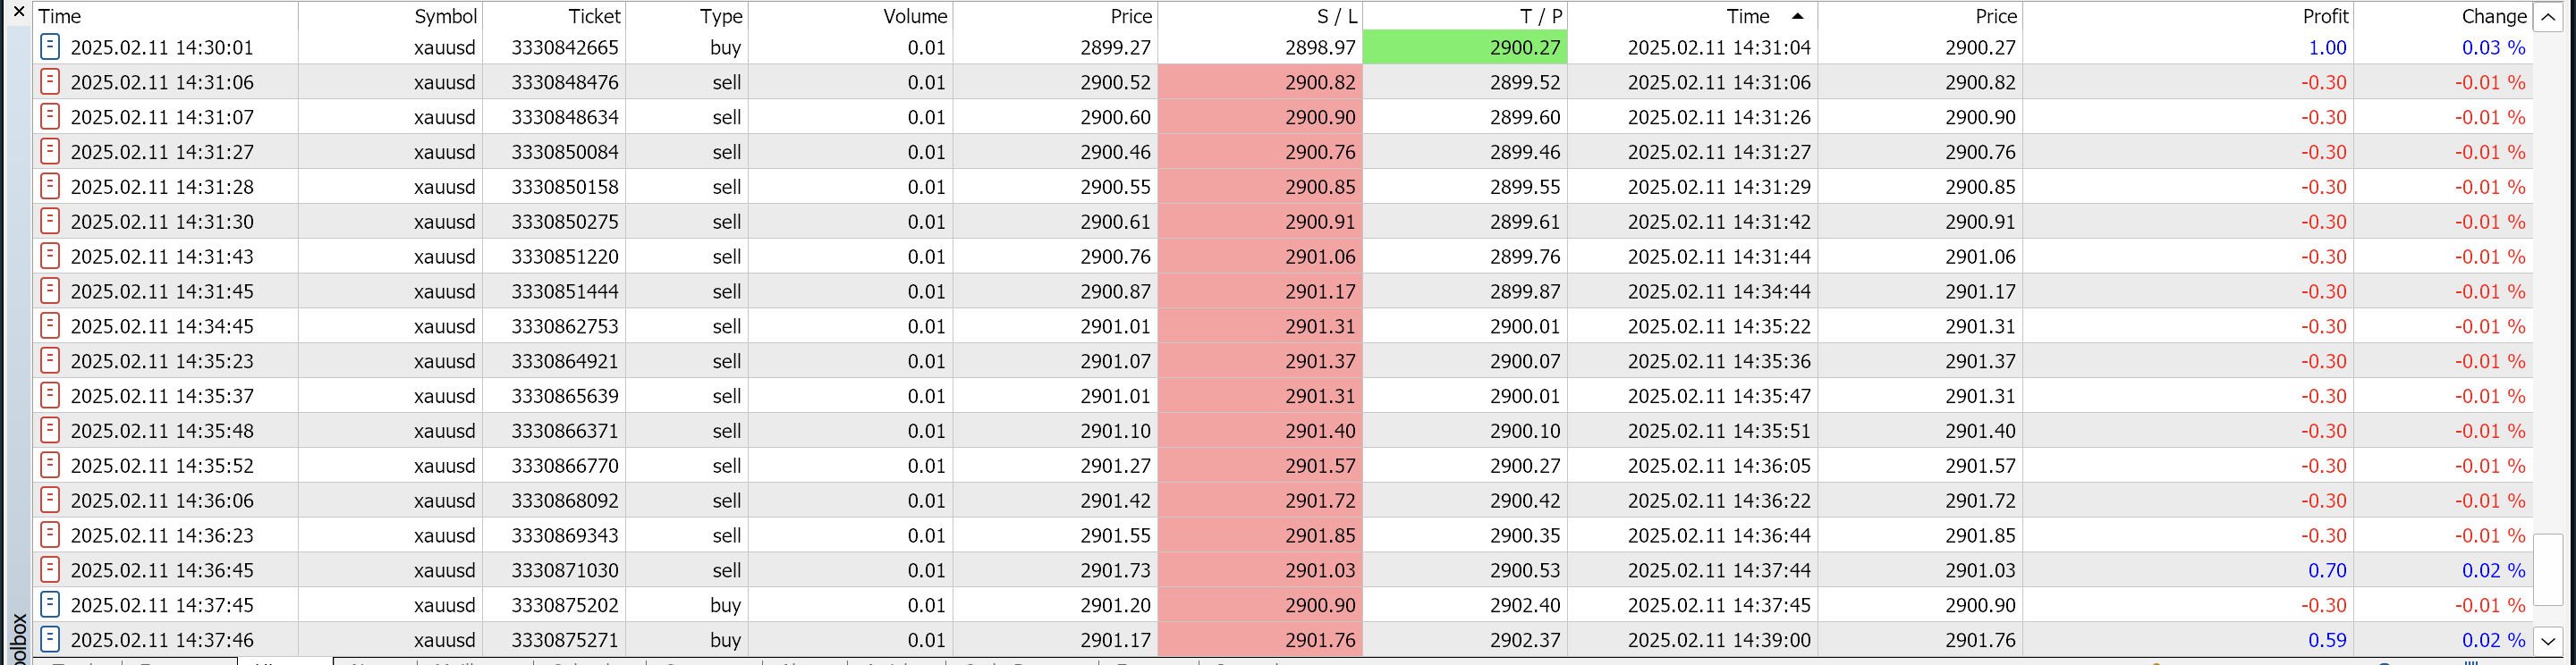 Time Symbol Ticket Type Volume Price S / L T / P Time Price Profit Change
2025.02.11 14:30:01 xauusd 3330842665 buy 0.01 2899.27 2898.97 2900.27 2025.02.11 14:31:04 2900.27 1.00 0.03 %
2025.02.11 14:31:06 xauusd 3330848476 sell 0.01 2900.52 2900.82 2899.52 2025.02.11 14:31:06 2900.82 -0.30 -0.01 %
2025.02.11 14:31:07 xauusd 3330848634 sell 0.01 2900.60 2900.90 2899.60 2025.02.11 14:31:26 2900.90 -0.30 -0.01 %
2025.02.11 14:31:27 xauusd 3330850084 sell 0.01 2900.46 2900.76 2899.46 2025.02.11 14:31:27 2900.76 -0.30 -0.01 %
2025.02.11 14:31:28 xauusd 3330850158 sell 0.01 2900.55 2900.85 2899.55 2025.02.11 14:31:29 2900.85 -0.30 -0.01 %
2025.02.11 14:31:30 xauusd 3330850275 sell 0.01 2900.61 2900.91 2899.61 2025.02.11 14:31:42 2900.91 -0.30 -0.01 %
2025.02.11 14:31:43 xauusd 3330851220 sell 0.01 2900.76 2901.06 2899.76 2025.02.11 14:31:44 2901.06 -0.30 -0.01 %
2025.02.11 14:31:45 xauusd 3330851444 sell 0.01 2900.87 2901.17 2899.87 2025.02.11 14:34:44 2901.17 -0.30 -0.01 %
2025.02.11 14:34:45 xauusd 3330862753 sell 0.01 2901.01 2901.31 2900.01 2025.02.11 14:35:22 2901.31 -0.30 -0.01 %
2025.02.11 14:35:23 xauusd 3330864921 sell 0.01 2901.07 2901.37 2900.07 2025.02.11 14:35:36 2901.37 -0.30 -0.01 %
2025.02.11 14:35:37 xauusd 3330865639 sell 0.01 2901.01 2901.31 2900.01 2025.02.11 14:35:47 2901.31 -0.30 -0.01 %
2025.02.11 14:35:48 xauusd 3330866371 sell 0.01 2901.10 2901.40 2900.10 2025.02.11 14:35:51 2901.40 -0.30 -0.01 %
2025.02.11 14:35:52 xauusd 3330866770 sell 0.01 2901.27 2901.57 2900.27 2025.02.11 14:36:05 2901.57 -0.30 -0.01 %
2025.02.11 14:36:06 xauusd 3330868092 sell 0.01 2901.42 2901.72 2900.42 2025.02.11 14:36:22 2901.72 -0.30 -0.01 %
2025.02.11 14:36:23 xauusd 3330869343 sell 0.01 2901.55 2901.85 2900.35 2025.02.11 14:36:44 2901.85 -0.30 -0.01 %
2025.02.11 14:36:45 xauusd 3330871030 sell 0.01 2901.73 2901.03 2900.53 2025.02.11 14:37:44 2901.03 0.70 0.02 %
2025.02.11 14:37:45 xauusd 3330875202 buy 0.01 2901.20 2900.90 2902.40 2025.02.11 14:37:45 2900.90 -0.30 -0.01 %
2025.02.11 14:37:46 xauusd 3330875271 buy 0.01 2901.17 2901.76 2902.37 2025.02.11 14:39:00 2901.76 0.59 0.02 %
olbox